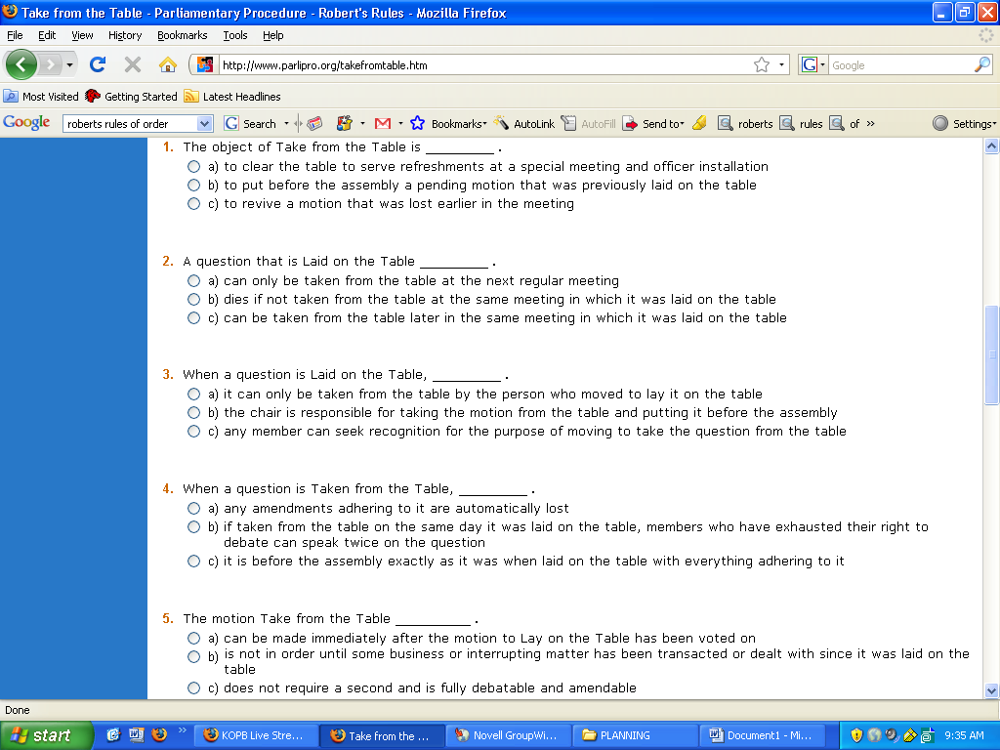 Take from the Table - Parliamentary Procedure - Robert's Rules - Mozilla Firefox
File Edit View History Bookmarks Tools Help
http://www.parlipro.org/takefromtable.htm G Google
Most Visited Getting Started Latest Headlines
Google roberts rules of order G Search Bookmarks AutoLink AutoFill Send to roberts rules of » Settings
1. The object of Take from the Table is __________ .
a) to clear the table to serve refreshments at a special meeting and officer installation
b) to put before the assembly a pending motion that was previously laid on the table
c) to revive a motion that was lost earlier in the meeting
2. A question that is Laid on the Table __________ .
a) can only be taken from the table at the next regular meeting
b) dies if not taken from the table at the same meeting in which it was laid on the table
c) can be taken from the table later in the same meeting in which it was laid on the table
3. When a question is Laid on the Table, __________ .
a) it can only be taken from the table by the person who moved to lay it on the table
b) the chair is responsible for taking the motion from the table and putting it before the assembly
c) any member can seek recognition for the purpose of moving to take the question from the table
4. When a question is Taken from the Table, __________ .
a) any amendments adhering to it are automatically lost
b) if taken from the table on the same day it was laid on the table, members who have exhausted their right to
debate can speak twice on the question
c) it is before the assembly exactly as it was when laid on the table with everything adhering to it
5. The motion Take from the Table ___________ .
a) can be made immediately after the motion to Lay on the Table has been voted on
b) is not in order until some business or interrupting matter has been transacted or dealt with since it was laid on the
table
c) does not require a second and is fully debatable and amendable
Done
start » KOPB Live Stre... Take from the ... Novell GroupWi... PLANNING Document1 - Mi... 9:35 AM